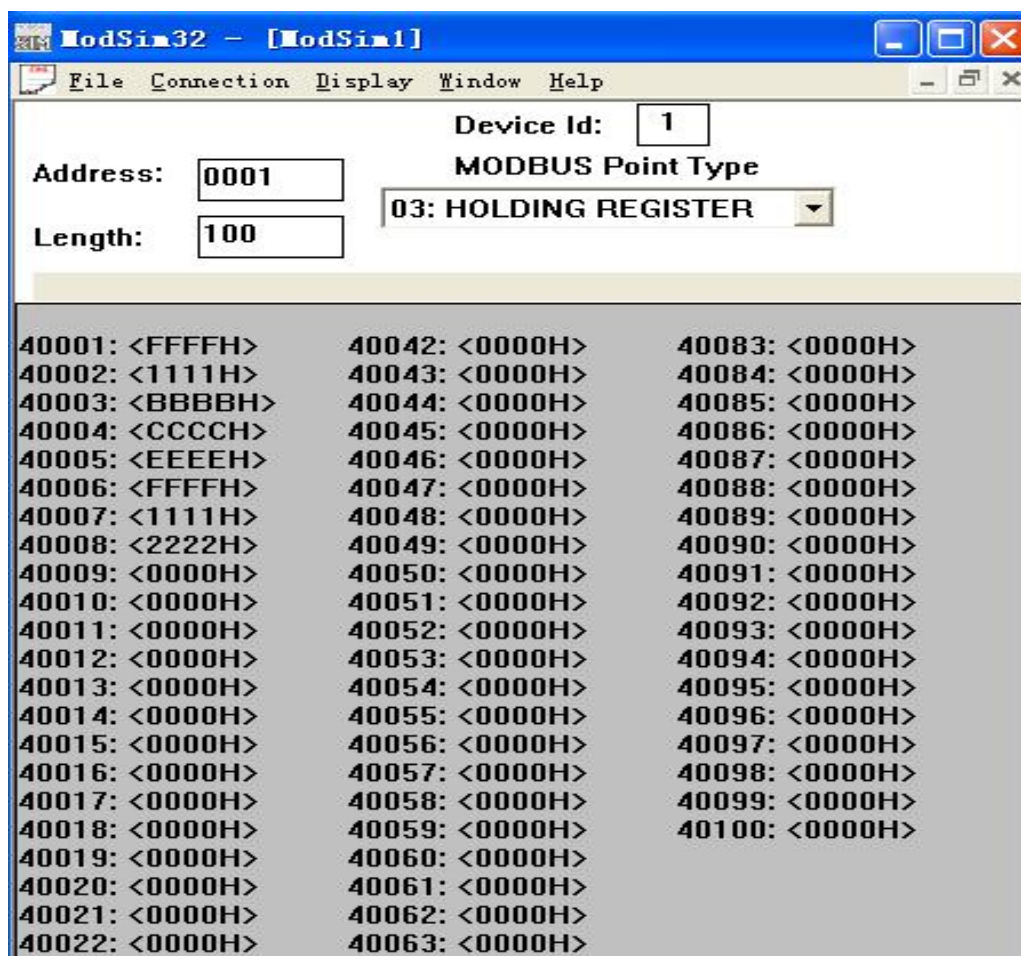 ModSim32 - [ModSim1]
File Connection Display Window Help
Device Id: 1
Address: 0001
MODBUS Point Type
03: HOLDING REGISTER
Length: 100
40001: <FFFFH> 40042: <0000H> 40083: <0000H>
40002: <1111H> 40043: <0000H> 40084: <0000H>
40003: <BBBBH> 40044: <0000H> 40085: <0000H>
40004: <CCCCH> 40045: <0000H> 40086: <0000H>
40005: <EEEEH> 40046: <0000H> 40087: <0000H>
40006: <FFFFH> 40047: <0000H> 40088: <0000H>
40007: <1111H> 40048: <0000H> 40089: <0000H>
40008: <2222H> 40049: <0000H> 40090: <0000H>
40009: <0000H> 40050: <0000H> 40091: <0000H>
40010: <0000H> 40051: <0000H> 40092: <0000H>
40011: <0000H> 40052: <0000H> 40093: <0000H>
40012: <0000H> 40053: <0000H> 40094: <0000H>
40013: <0000H> 40054: <0000H> 40095: <0000H>
40014: <0000H> 40055: <0000H> 40096: <0000H>
40015: <0000H> 40056: <0000H> 40097: <0000H>
40016: <0000H> 40057: <0000H> 40098: <0000H>
40017: <0000H> 40058: <0000H> 40099: <0000H>
40018: <0000H> 40059: <0000H> 40100: <0000H>
40019: <0000H> 40060: <0000H>
40020: <0000H> 40061: <0000H>
40021: <0000H> 40062: <0000H>
40022: <0000H> 40063: <0000H>